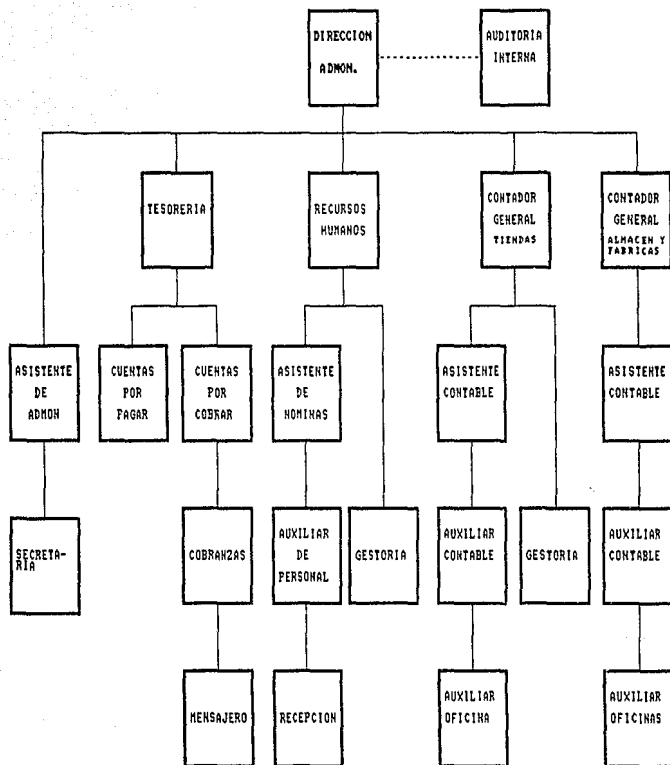 DIRECCION
ADMON.
AUDITORIA
INTERNA
TESORERIA
RECURSOS
HUMANOS
CONTADOR
GENERAL
TIENDAS
CONTADOR
GENERAL
ALMACEN Y
FABRICAS
ASISTENTE
DE
ADMON
CUENTAS
POR
PAGAR
CUENTAS
POR
COBRAR
ASISTENTE
DE
NOMINAS
ASISTENTE
CONTABLE
ASISTENTE
CONTABLE
SECRETA-
RIA
COBRANZAS
AUXILIAR
DE
PERSONAL
GESTORIA
AUXILIAR
CONTABLE
GESTORIA
AUXILIAR
CONTABLE
MENSAJERO
RECEPCION
AUXILIAR
OFICINA
AUXILIAR
OFICINAS